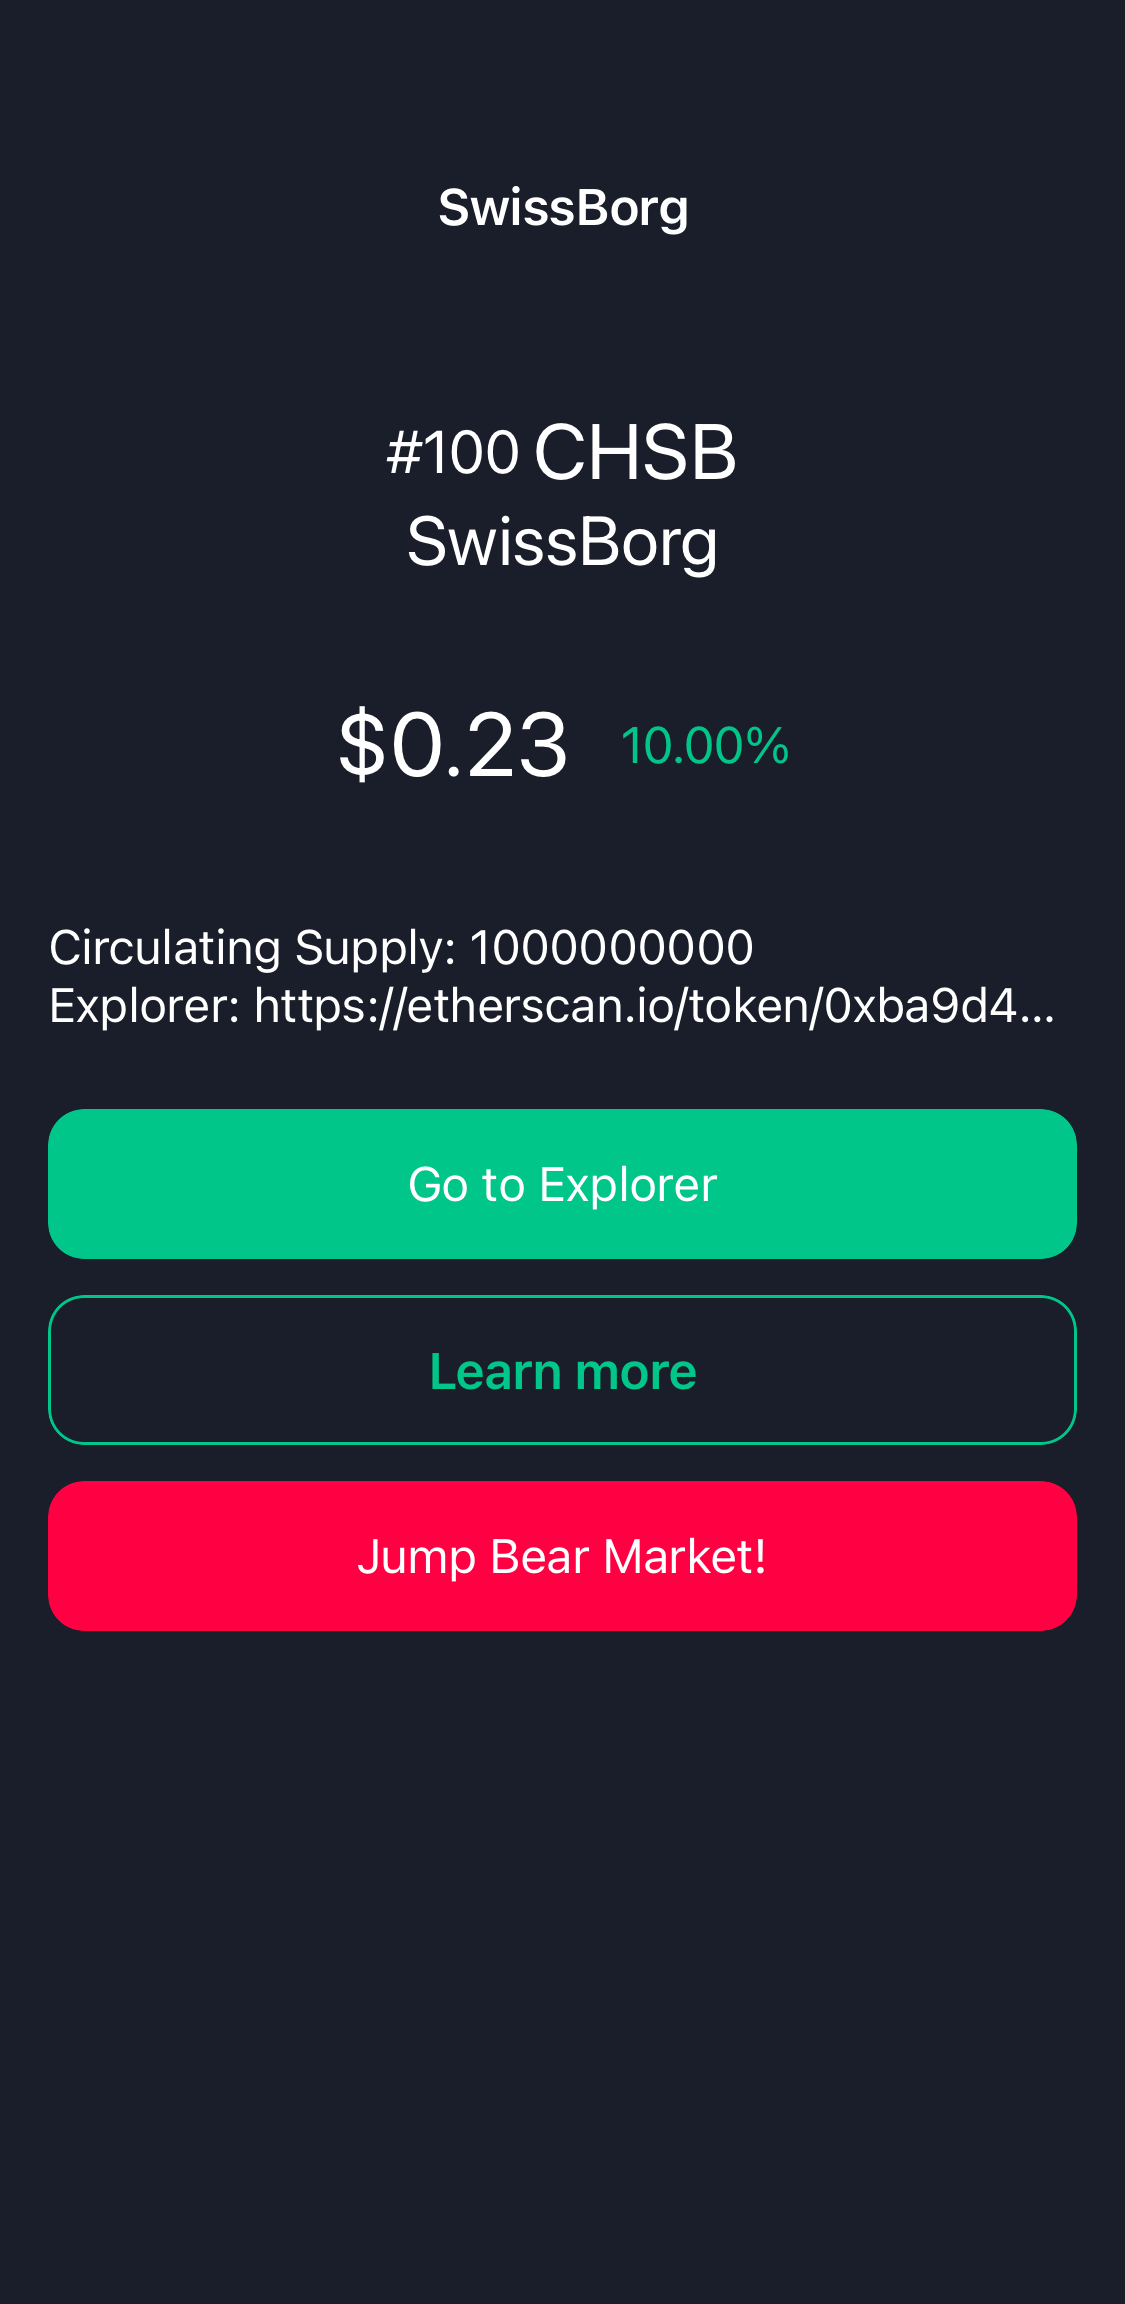 SwissBorg
#100 CHSB
SwissBorg
$0.23 10.00%
Circulating Supply: 1000000000
Explorer: https://etherscan.io/token/0xba9d4...
Go to Explorer
Learn more
Jump Bear Market!